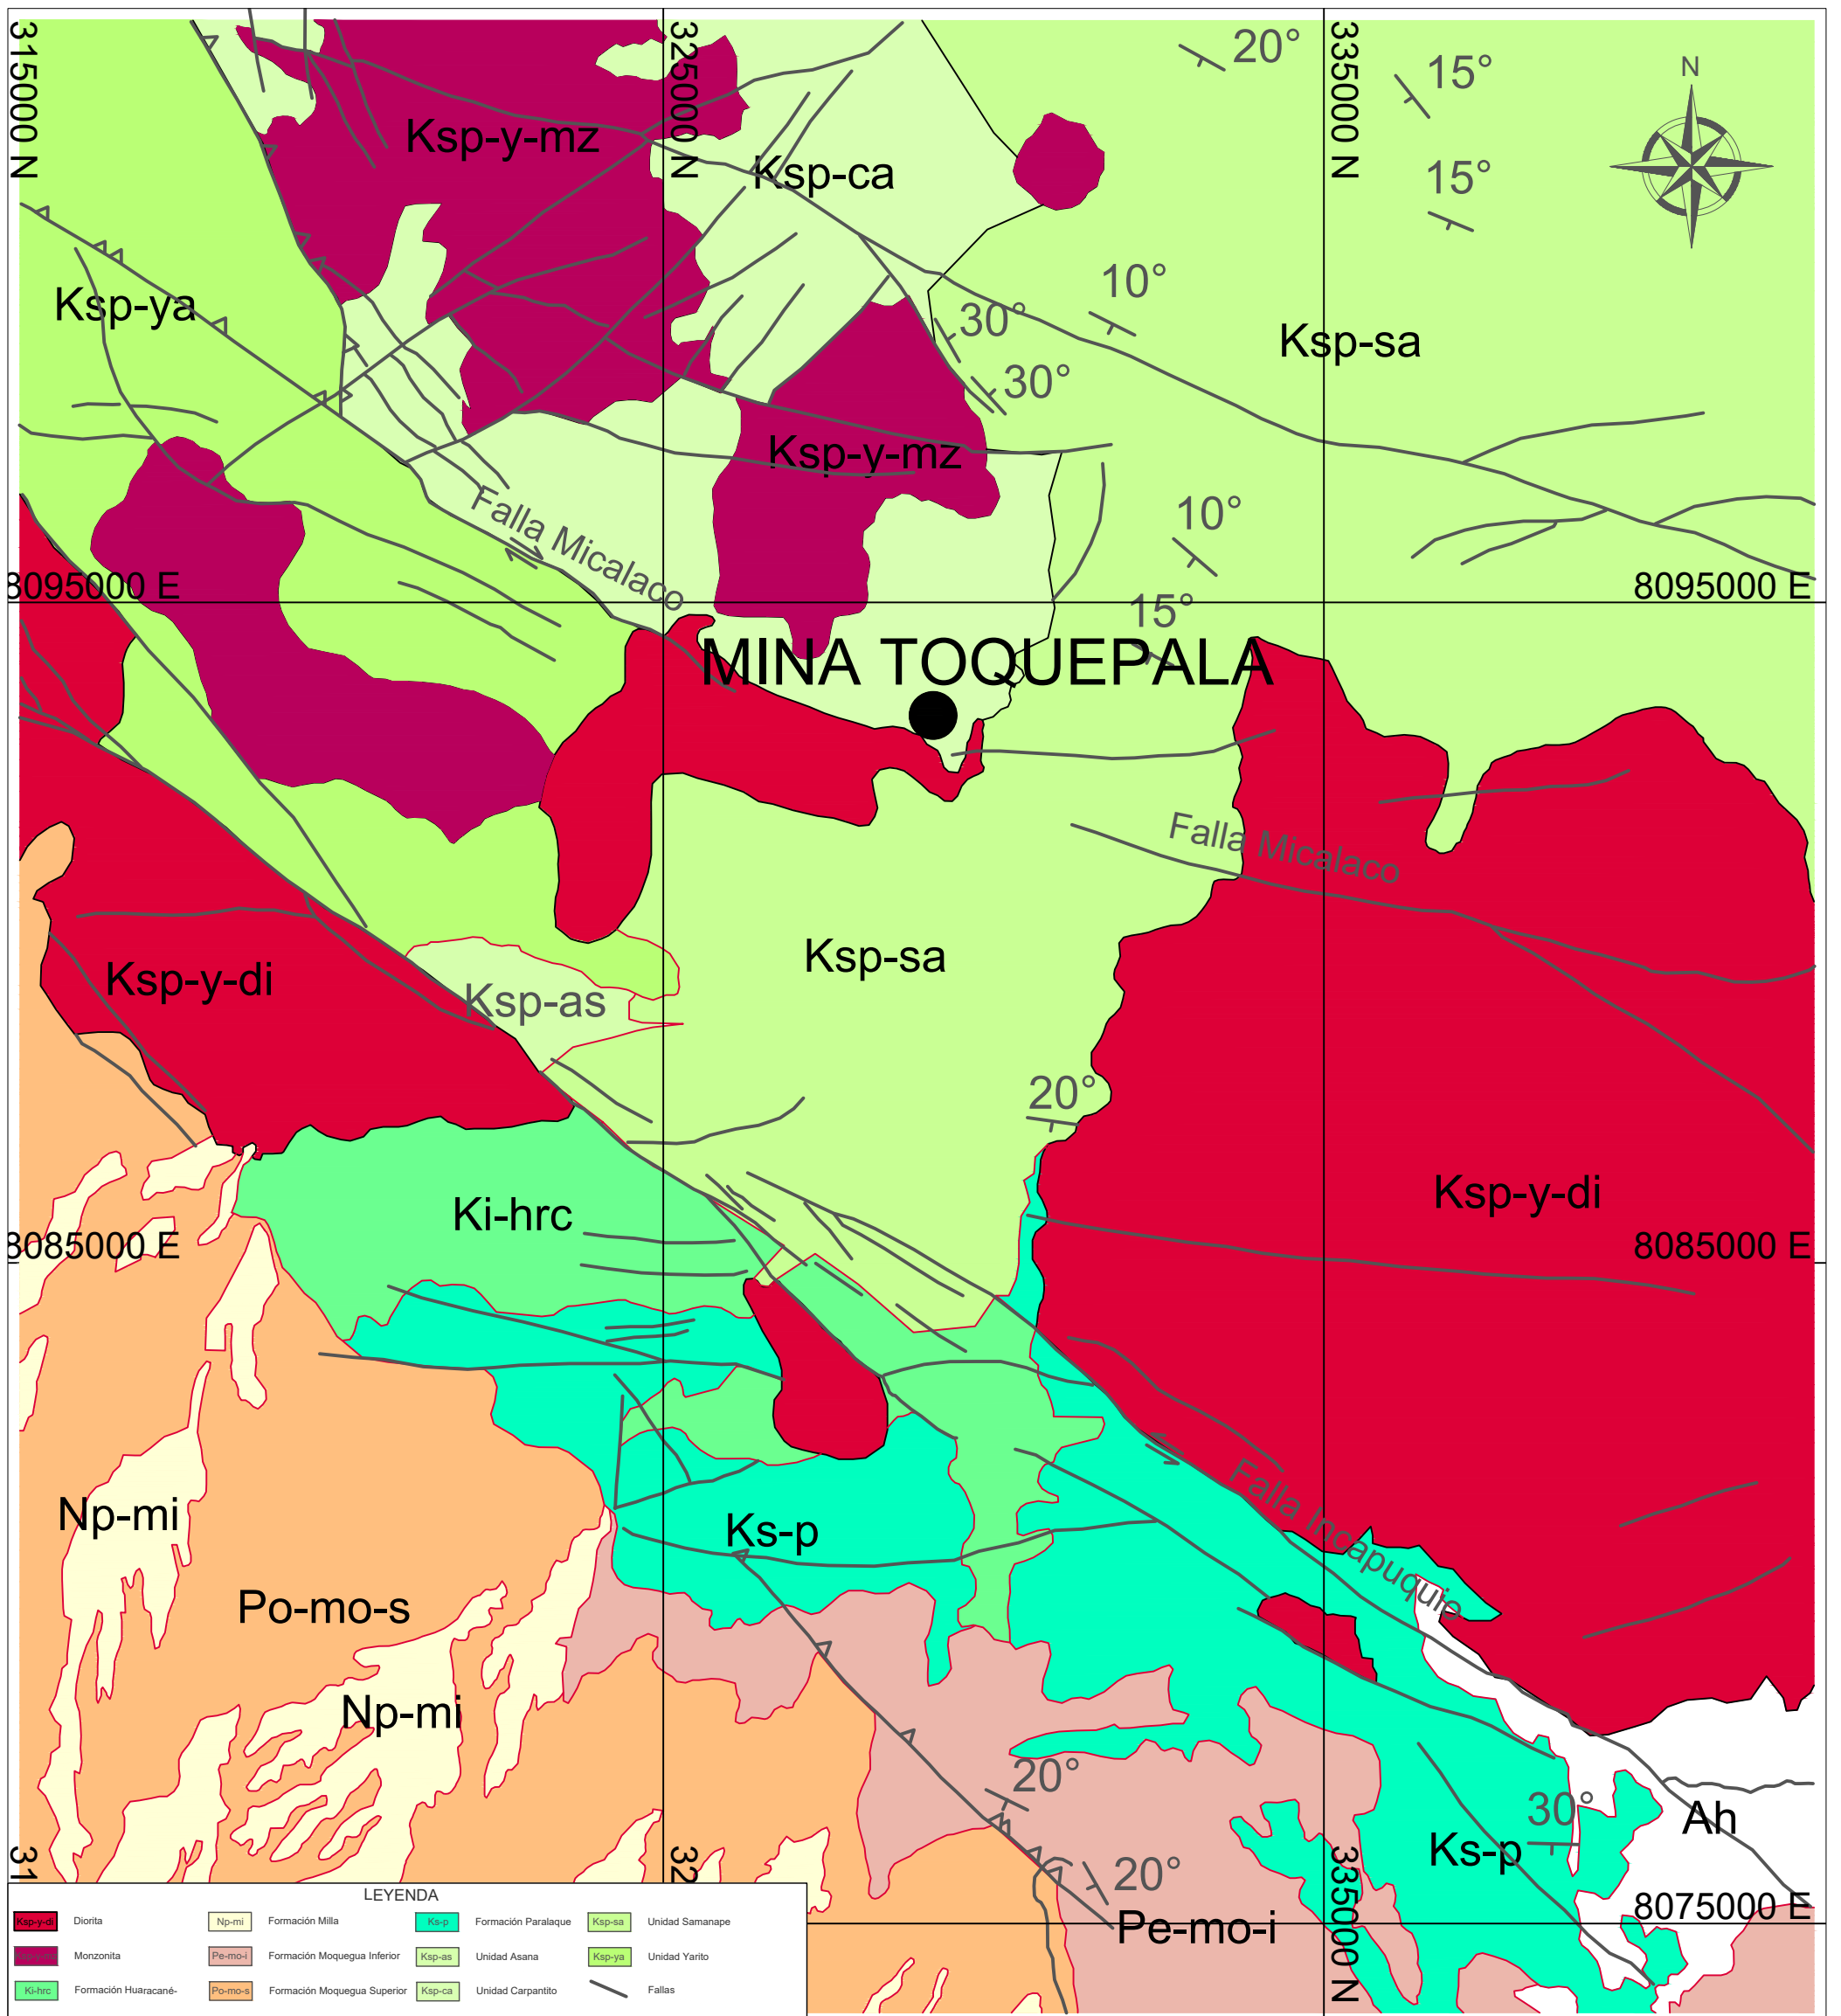 315000 N
325000 N
335000 N
N
20°
15°
15°
Ksp-y-mz
Ksp-ca
Ksp-ya
10°
30°
Ksp-sa
30°
Ksp-y-mz
Falla Micalaco
10°
8095000 E
8095000 E
15°
MINA TOQUEPALA
Falla Micalaco
Ksp-sa
Ksp-y-di
Ksp-as
20°
Ksp-y-di
Ki-hrc
8085000 E
8085000 E
Falla Incapuquio
Np-mi
Ks-p
Po-mo-s
Np-mi
20°
30°
Ah
Ks-p
20°
31
32
335000 N
8075000 E
Pe-mo-i
LEYENDA
Ksp-y-di Diorita Np-mi Formación Milla Ks-p Formación Paralaque Ksp-sa Unidad Samanape
Ksp-y-mz Monzonita Pe-mo-i Formación Moquegua Inferior Ksp-as Unidad Asana Ksp-ya Unidad Yarito
Ki-hrc Formación Huaracané- Po-mo-s Formación Moquegua Superior Ksp-ca Unidad Carpantito Fallas